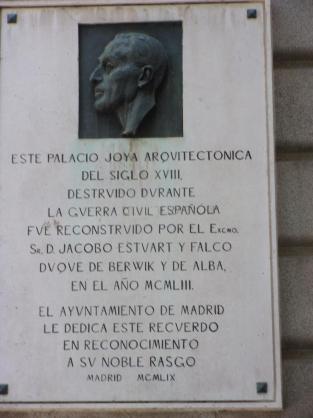 ESTE PALACIO JOYA ARQVITECTONICA
DEL SIGLO XVIII,
DESTRVIDO DVRANTE
LA GVERRA CIVIL ESPAÑOLA
FVÉ RECONSTRVIDO POR EL EXCMO.
SR. D. JACOBO ESTVART Y FALCO
DVQVE DE BERWIK Y DE ALBA,
EN EL AÑO MCMLIII.
EL AYVNTAMIENTO DE MADRID
LE DEDICA ESTE RECVERDO
EN RECONOCIMIENTO
A SV NOBLE RASGO
MADRID MCMLIX